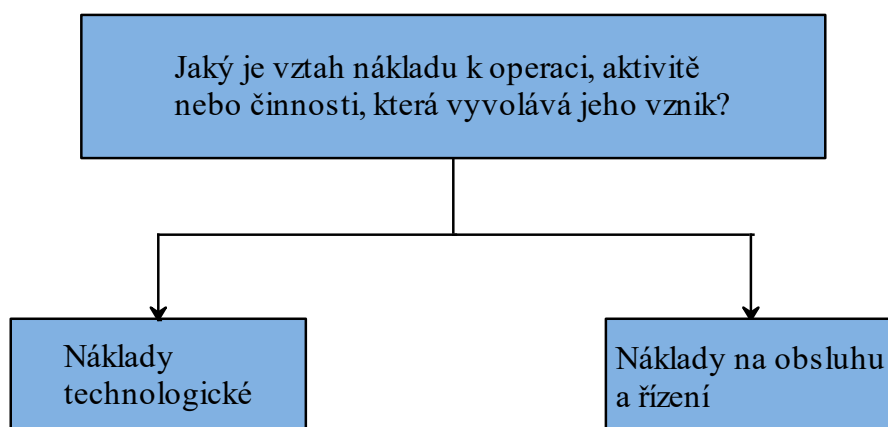 Jaký je vztah nákladu k operaci, aktivitě
nebo činnosti, která vyvolává jeho vznik?
Náklady
technologické
Náklady na obsluhu
a řízení